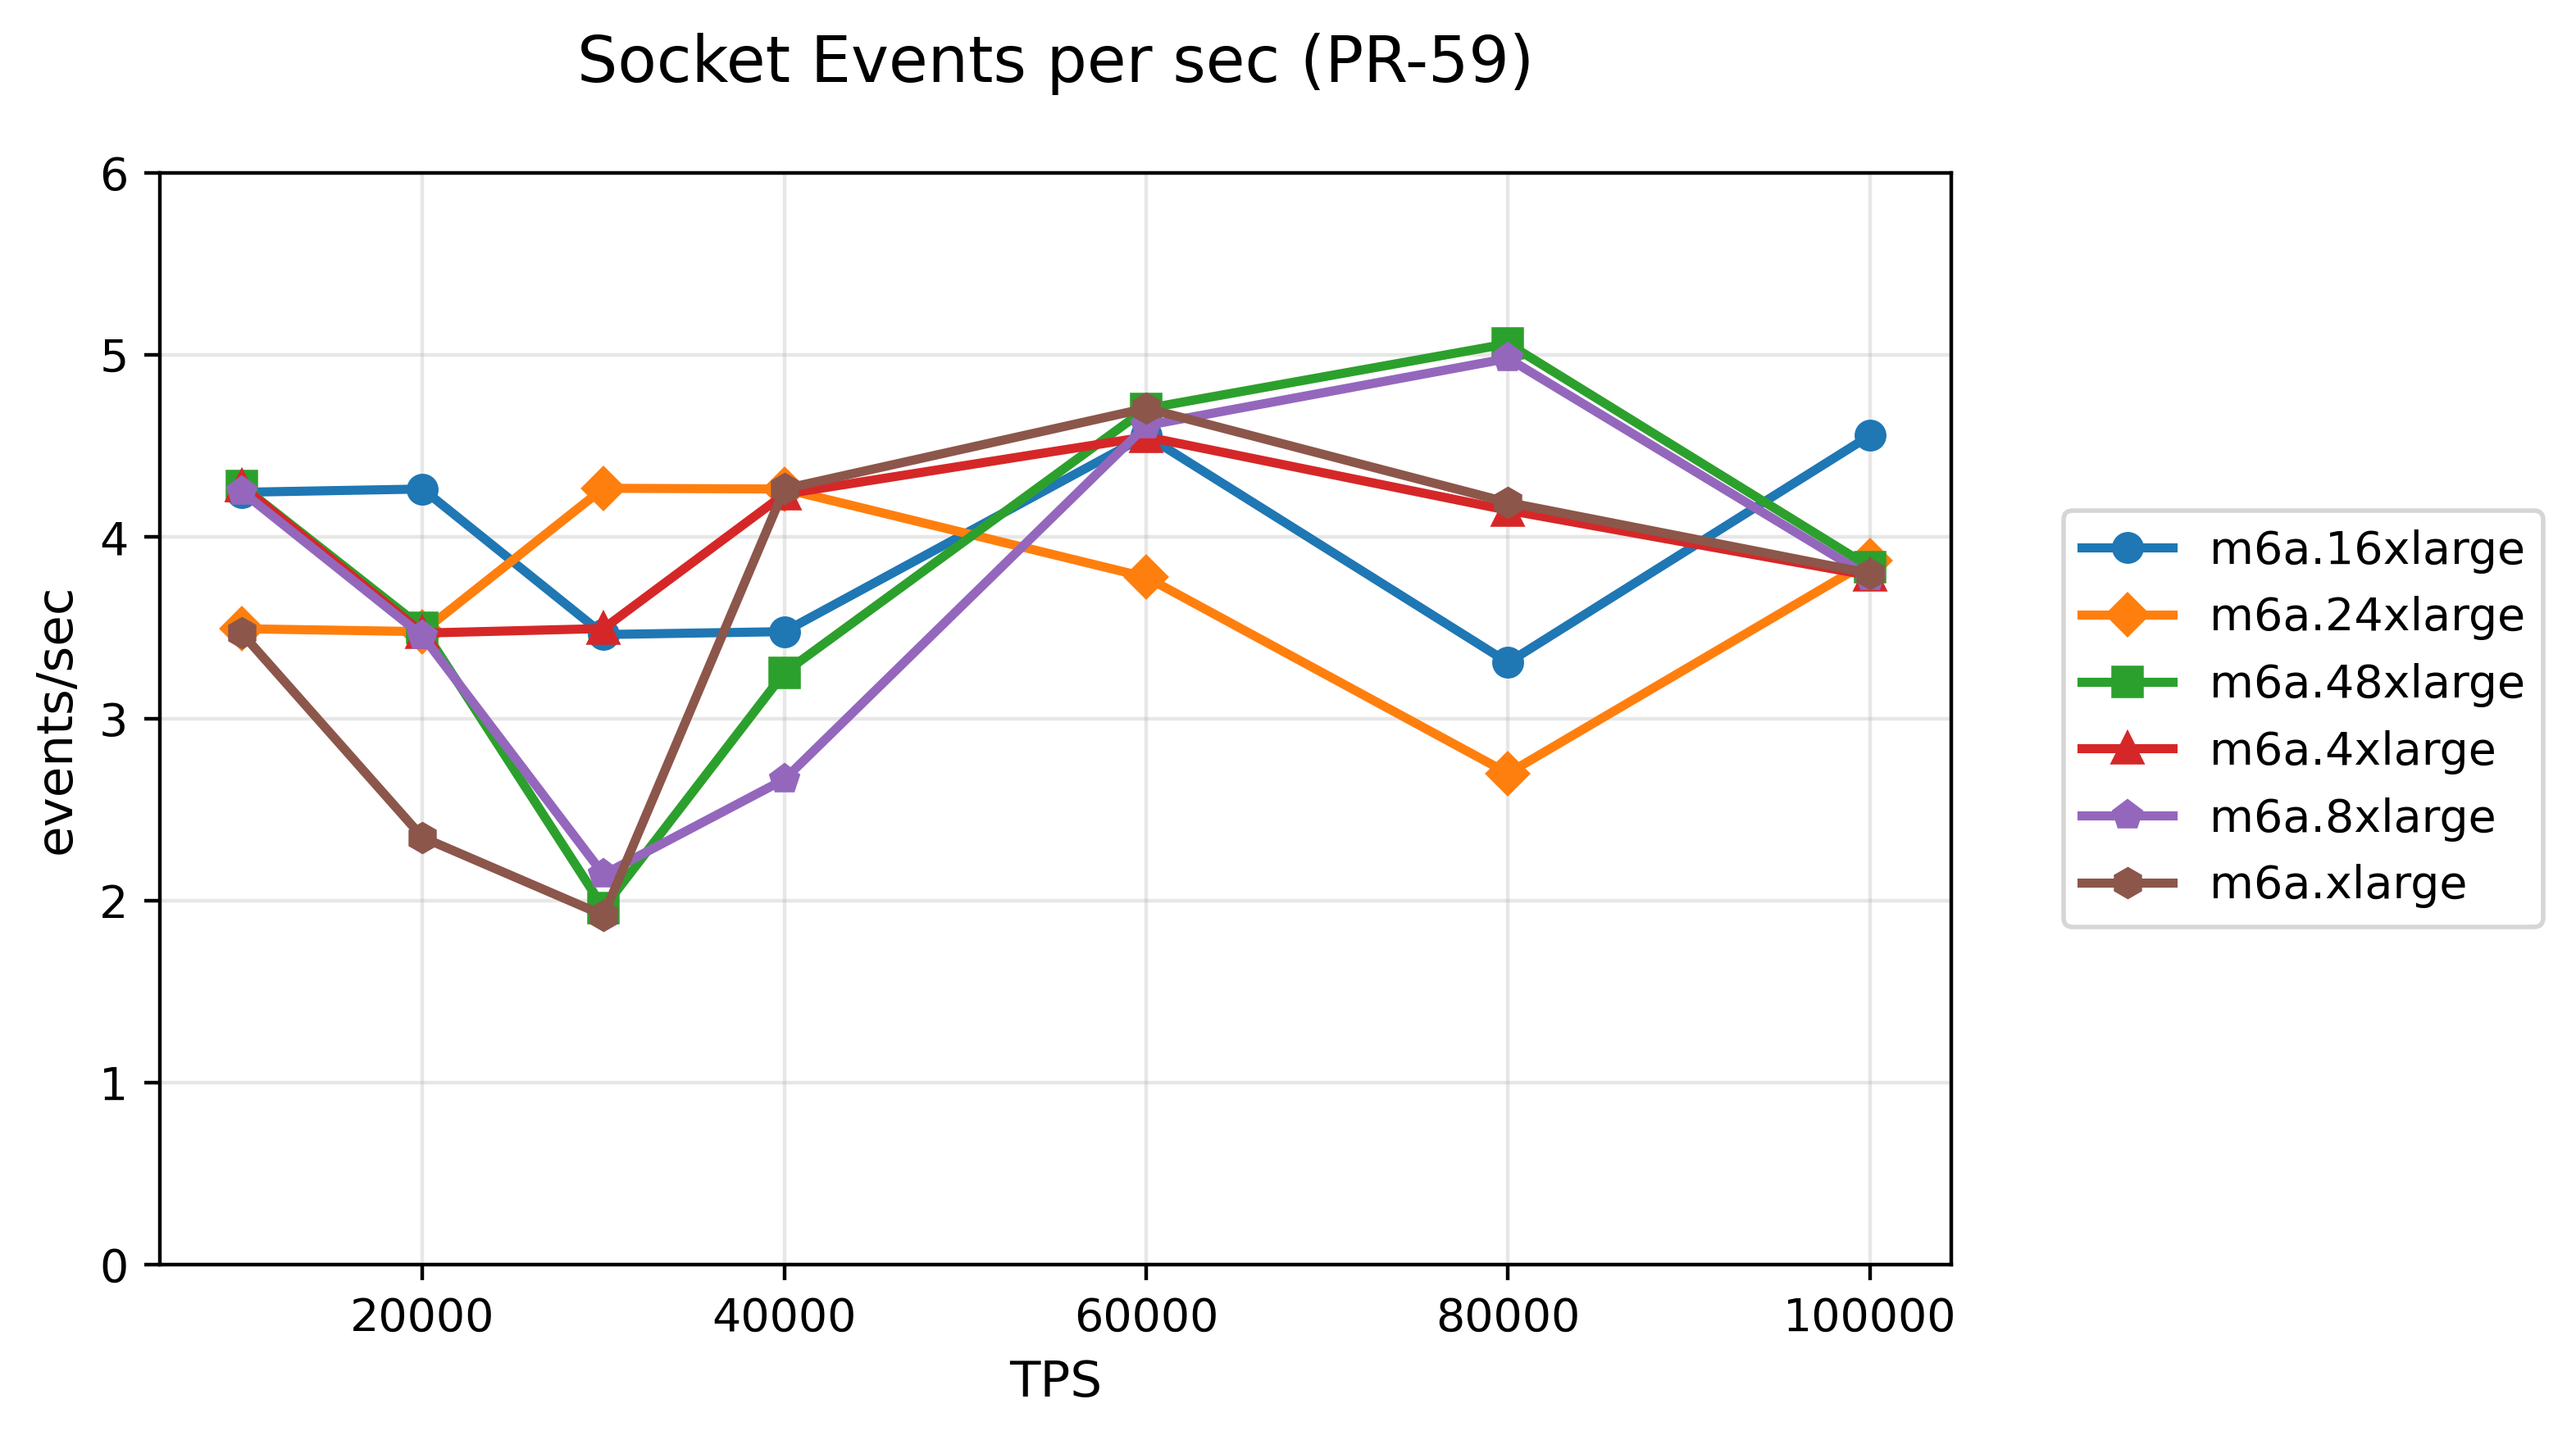 Socket Events per sec (PR-59)
6
5
4
3
2
1
0
events/sec
20000 40000 60000 80000 100000
TPS
m6a.16xlarge
m6a.24xlarge
m6a.48xlarge
m6a.4xlarge
m6a.8xlarge
m6a.xlarge